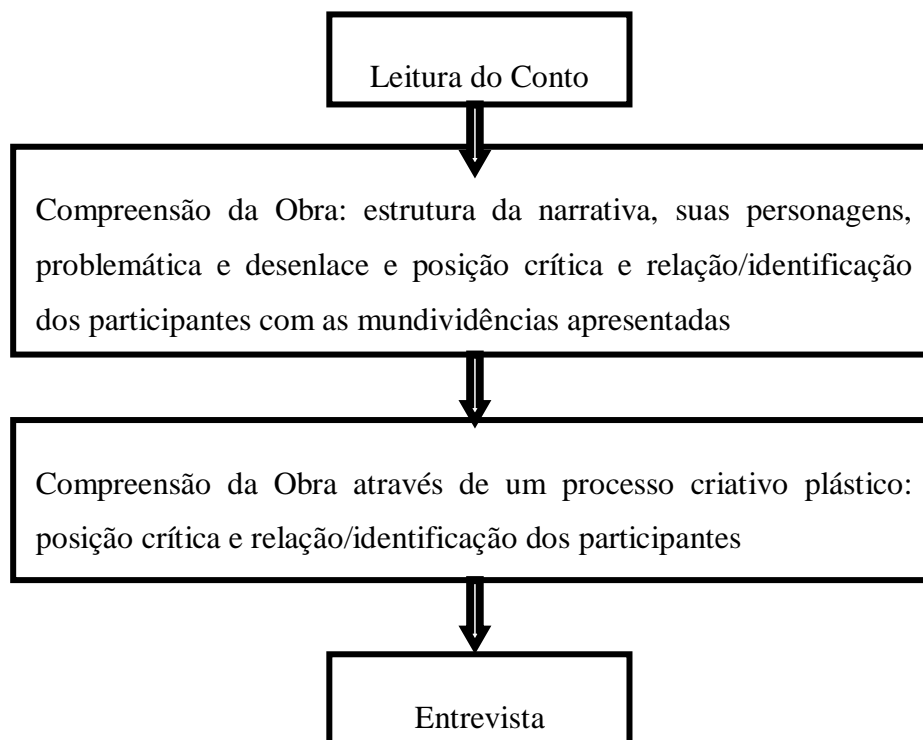 Leitura do Conto
Compreensão da Obra: estrutura da narrativa, suas personagens,
problemática e desenlace e posição crítica e relação/identificação
dos participantes com as mundividências apresentadas
Compreensão da Obra através de um processo criativo plástico:
posição crítica e relação/identificação dos participantes
Entrevista